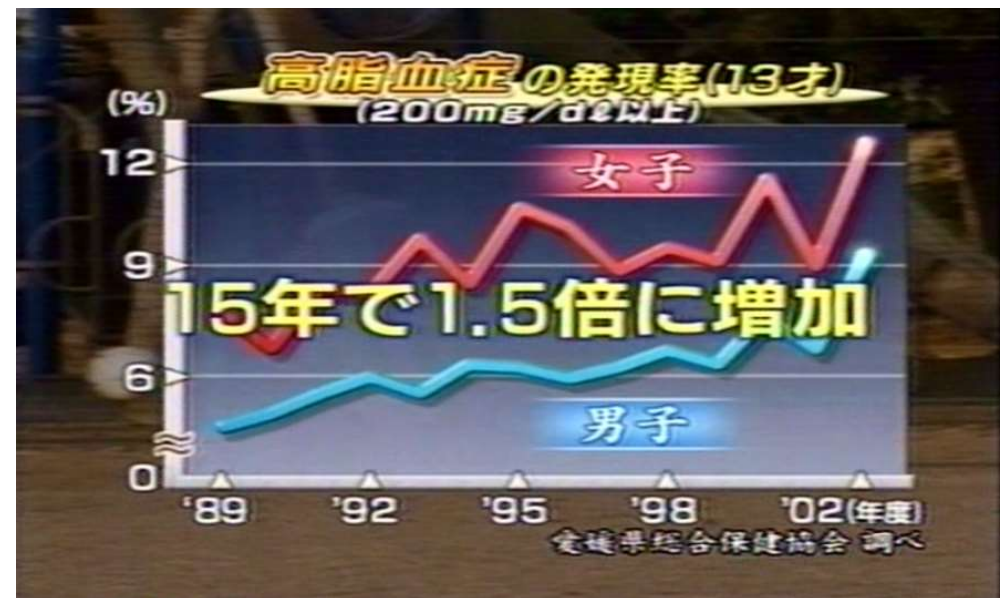 高脂血症の発現率(13才)
(200mg/dℓ以上)
(%)
12
女子
9
15年で1.5倍に増加
6
男子
0
'89 '92 '95 '98 '02(年度)
愛媛県総合保健協会 調べ